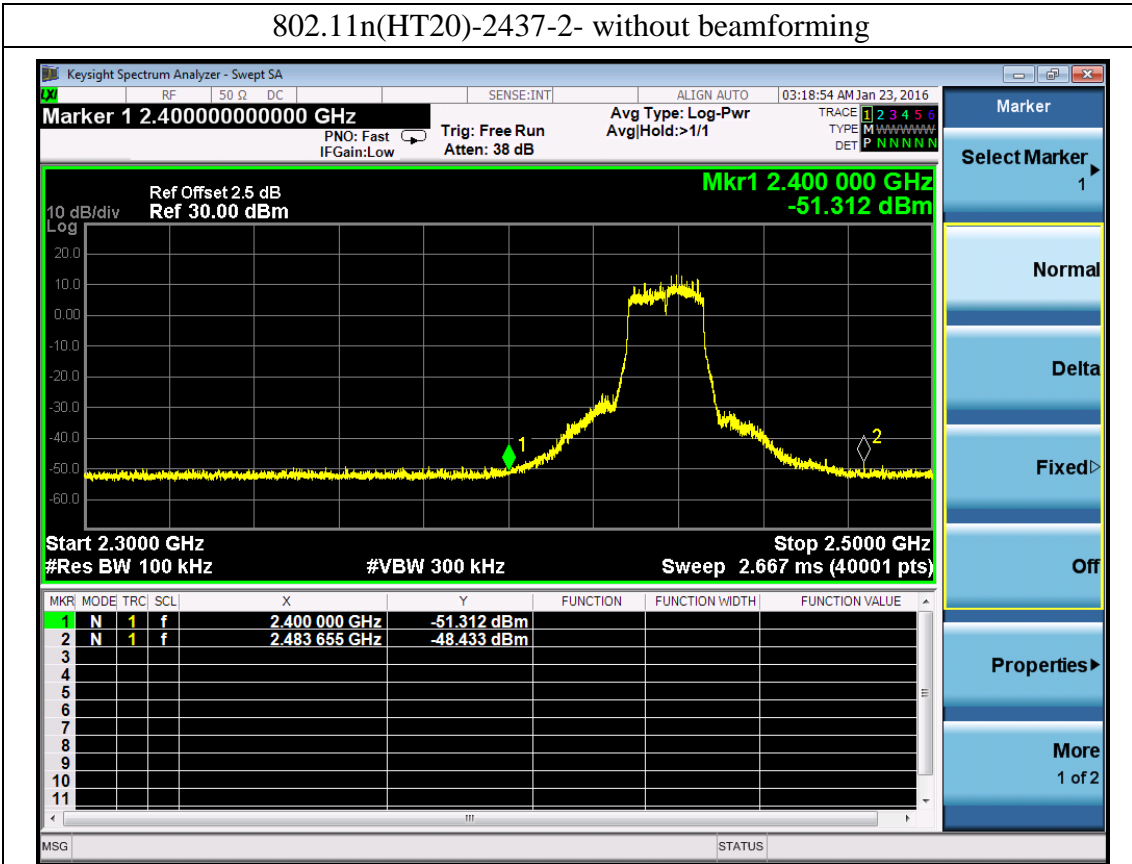 802.11n(HT20)-2437-2- without beamforming
Keysight Spectrum Analyzer - Swept SA
LXI RF 50 Ω DC SENSE:INT ALIGN AUTO 03:18:54 AM Jan 23, 2016
Marker 1 2.400000000000 GHz
PNO: Fast
IFGain:Low
Trig: Free Run
Atten: 38 dB
Avg Type: Log-Pwr
Avg|Hold:>1/1
TRACE 1 2 3 4 5 6
TYPE M WWWWW
DET P N N N N N
Mkr1 2.400 000 GHz
-51.312 dBm
Ref Offset 2.5 dB
10 dB/div Ref 30.00 dBm
Log
20.0
10.0
0.00
-10.0
-20.0
-30.0
-40.0
-50.0
-60.0
1
2
Start 2.3000 GHz Stop 2.5000 GHz
#Res BW 100 kHz #VBW 300 kHz Sweep 2.667 ms (40001 pts)
MKR MODE TRC SCL X Y FUNCTION FUNCTION WIDTH FUNCTION VALUE
1 N 1 f 2.400 000 GHz -51.312 dBm
2 N 1 f 2.483 655 GHz -48.433 dBm
3
4
5
6
7
8
9
10
11
MSG STATUS
Marker
Select Marker
1
Normal
Delta
Fixed
Off
Properties
More
1 of 2